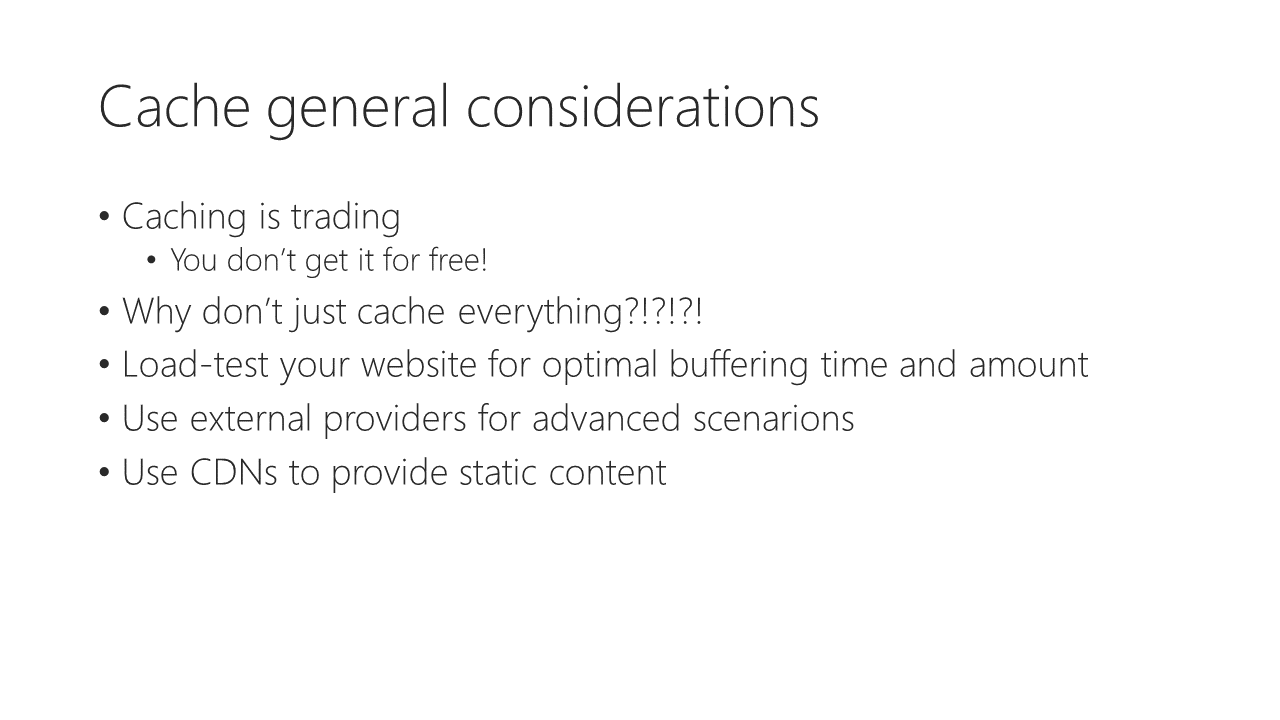 Cache general considerations
• Caching is trading
• You don’t get it for free!
• Why don’t just cache everything?!?!?!
• Load-test your website for optimal buffering time and amount
• Use external providers for advanced scenarions
• Use CDNs to provide static content